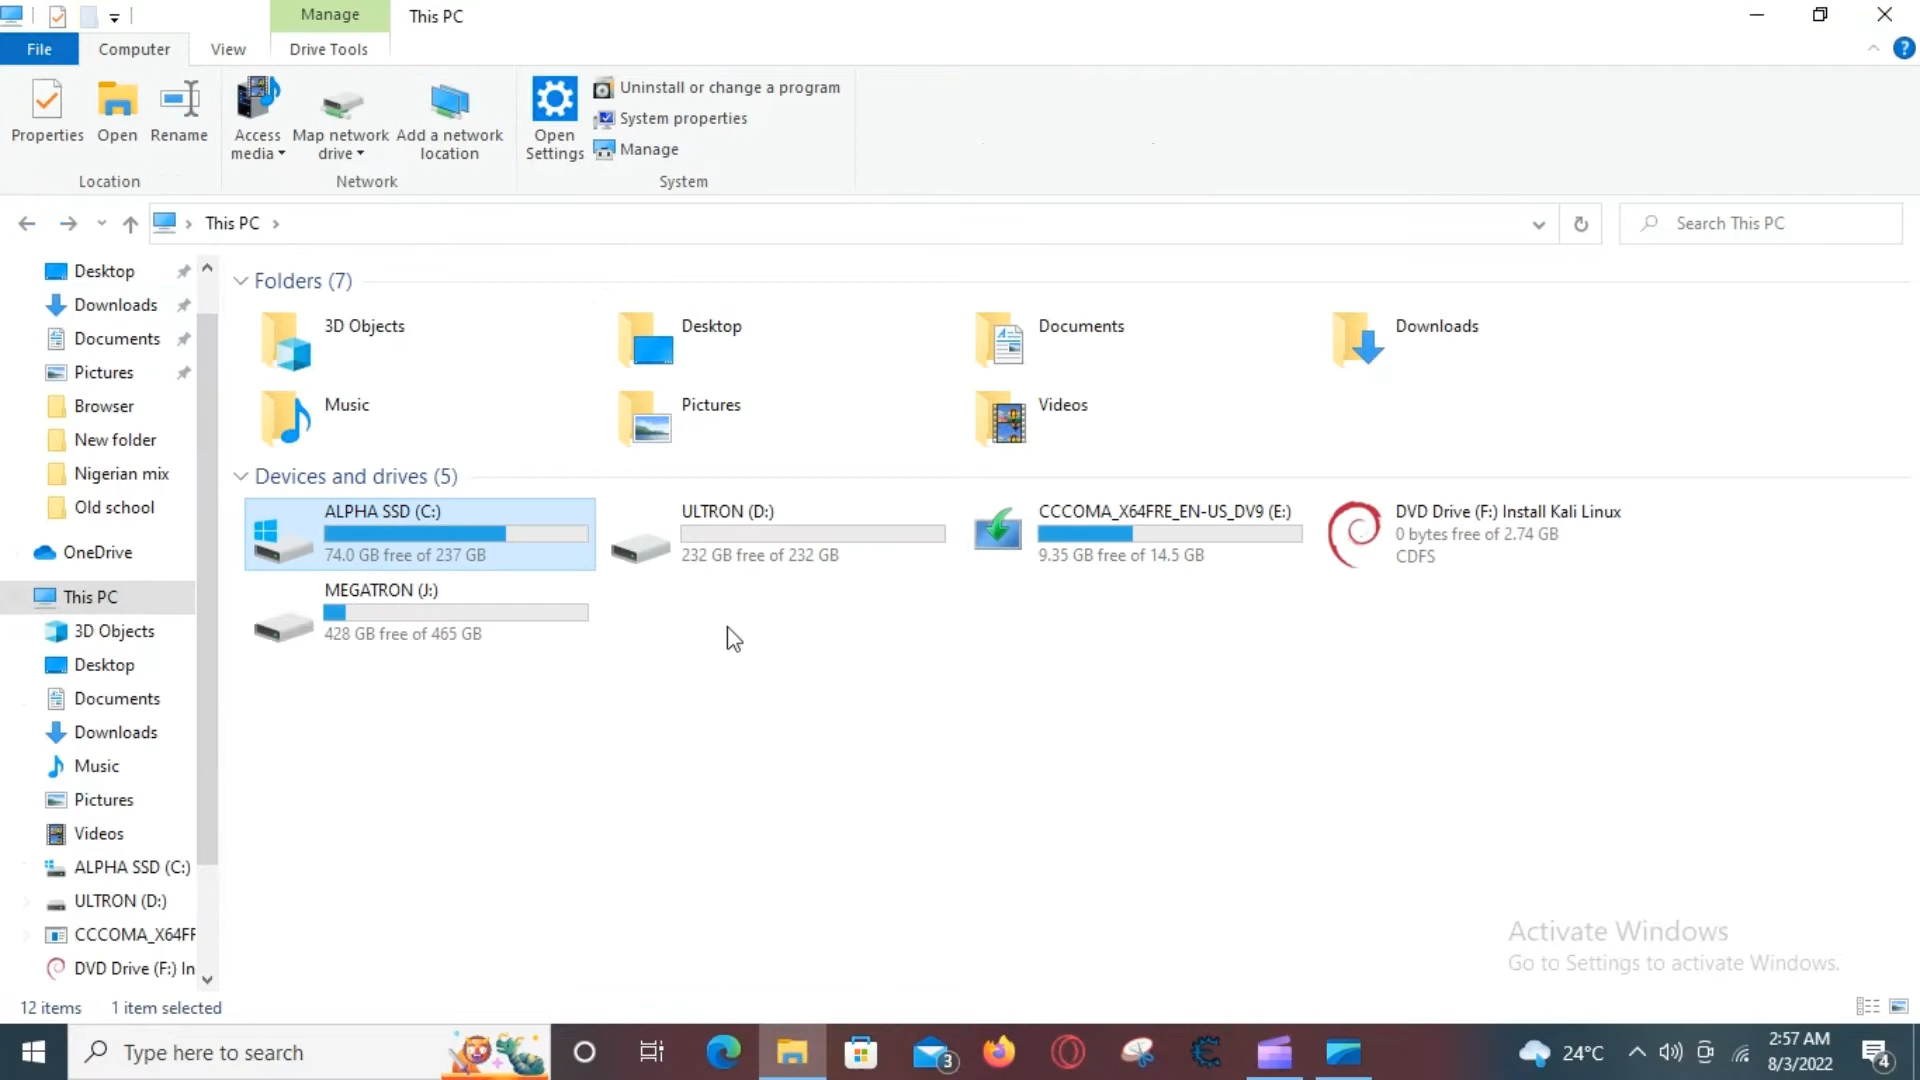 Manage
This PC
File
Computer
View
Drive Tools
?
Properties
Open
Rename
Access media
Map network drive
Add a network location
Open Settings
Uninstall or change a program
System properties
Manage
Location
Network
System
This PC
Search This PC
Desktop
Downloads
Documents
Pictures
Browser
New folder
Nigerian mix
Old school
OneDrive
This PC
3D Objects
Desktop
Documents
Downloads
Music
Pictures
Videos
ALPHA SSD (C:)
ULTRON (D:)
CCCOMA_X64FF
DVD Drive (F:) In
Folders (7)
3D Objects
Desktop
Documents
Downloads
Music
Pictures
Videos
Devices and drives (5)
ALPHA SSD (C:)
74.0 GB free of 237 GB
ULTRON (D:)
232 GB free of 232 GB
CCCOMA_X64FRE_EN-US_DV9 (E:)
9.35 GB free of 14.5 GB
DVD Drive (F:) Install Kali Linux
0 bytes free of 2.74 GB
CDFS
MEGATRON (J:)
428 GB free of 465 GB
Activate Windows
Go to Settings to activate Windows.
12 items
1 item selected
Type here to search
3
24°C
2:57 AM
8/3/2022
4